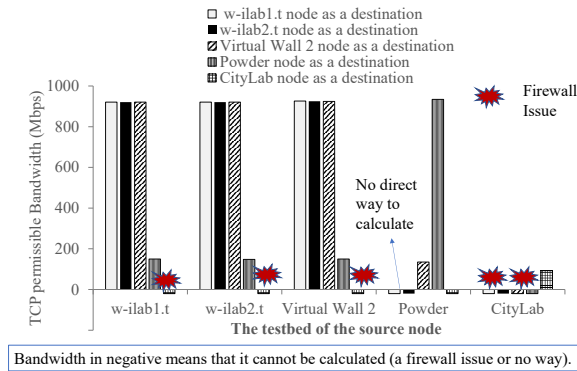 w-ilab1.t node as a destination
w-ilab2.t node as a destination
Virtual Wall 2 node as a destination
Powder node as a destination
CityLab node as a destination
TCP permissible Bandwidth (Mbps)
1000
800
600
400
200
0
Firewall
Issue
No direct
way to
calculate
w-ilab1.t
w-ilab2.t
Virtual Wall 2
Powder
CityLab
The testbed of the source node
Bandwidth in negative means that it cannot be calculated (a firewall issue or no way).